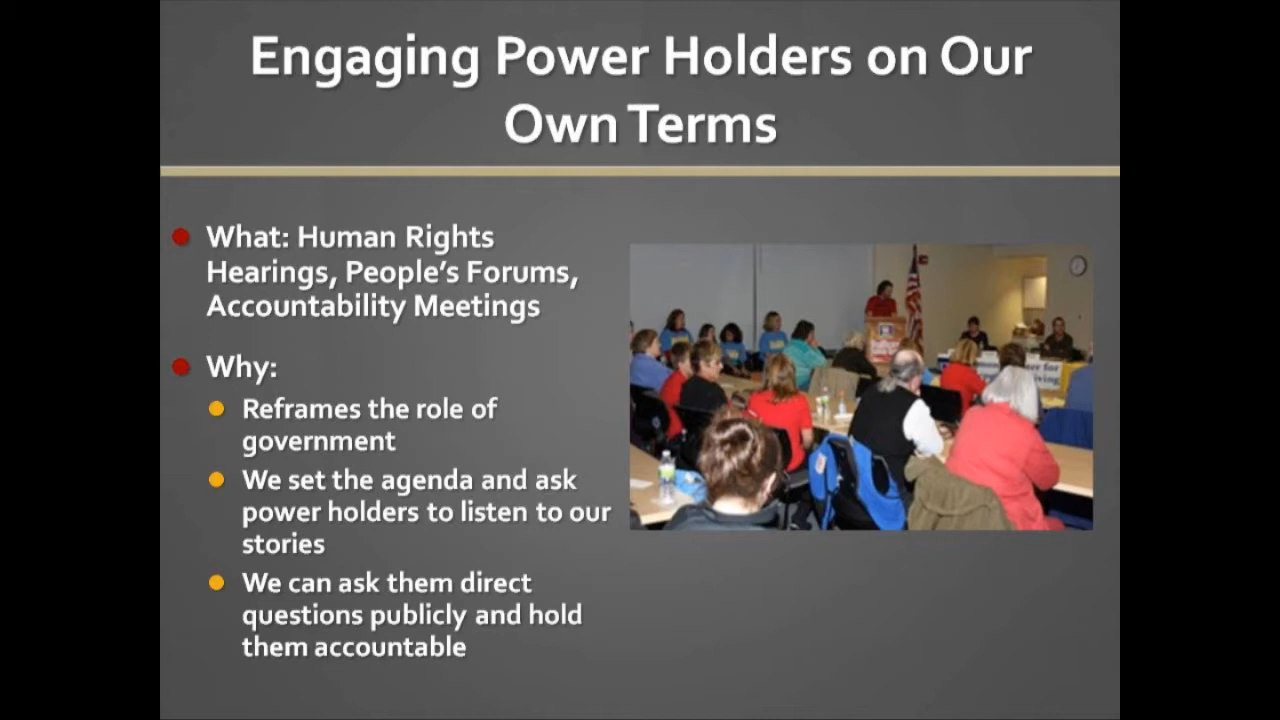 Engaging Power Holders on Our
Own Terms
What: Human Rights
Hearings, People's Forums,
Accountability Meetings
Why:
Reframes the role of
government
We set the agenda and ask
power holders to listen to our
stories
We can ask them direct
questions publicly and hold
them accountable